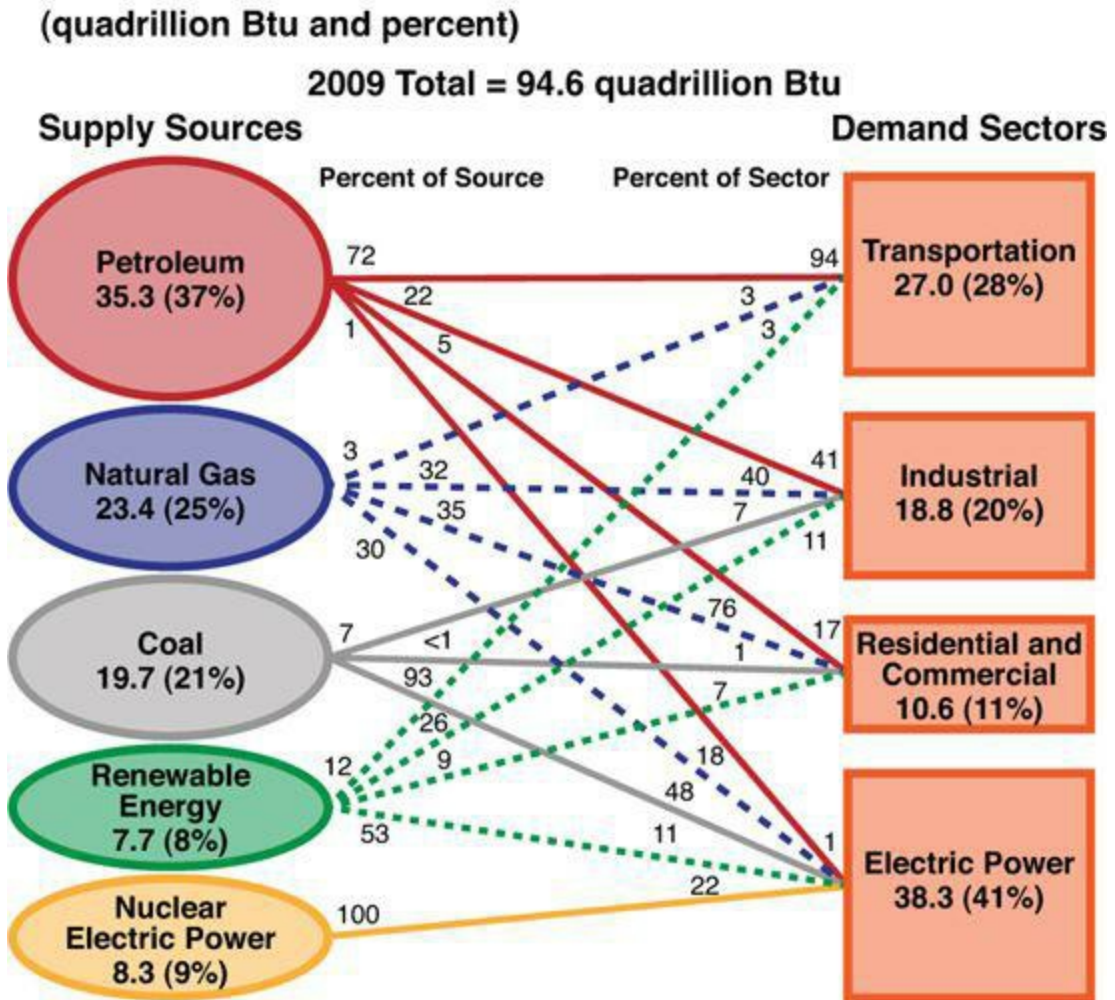 (quadrillion Btu and percent)
2009 Total = 94.6 quadrillion Btu
Supply Sources
Demand Sectors
Percent of Source
Percent of Sector
Petroleum
35.3 (37%)
72
22
5
1
94
3
3
Transportation
27.0 (28%)
Natural Gas
23.4 (25%)
3
32
35
30
41
40
7
11
Industrial
18.8 (20%)
Coal
19.7 (21%)
7
<1
93
17
76
1
7
Residential and
Commercial
10.6 (11%)
Renewable
Energy
7.7 (8%)
12
26
9
53
1
18
48
11
22
Electric Power
38.3 (41%)
Nuclear
Electric Power
8.3 (9%)
100